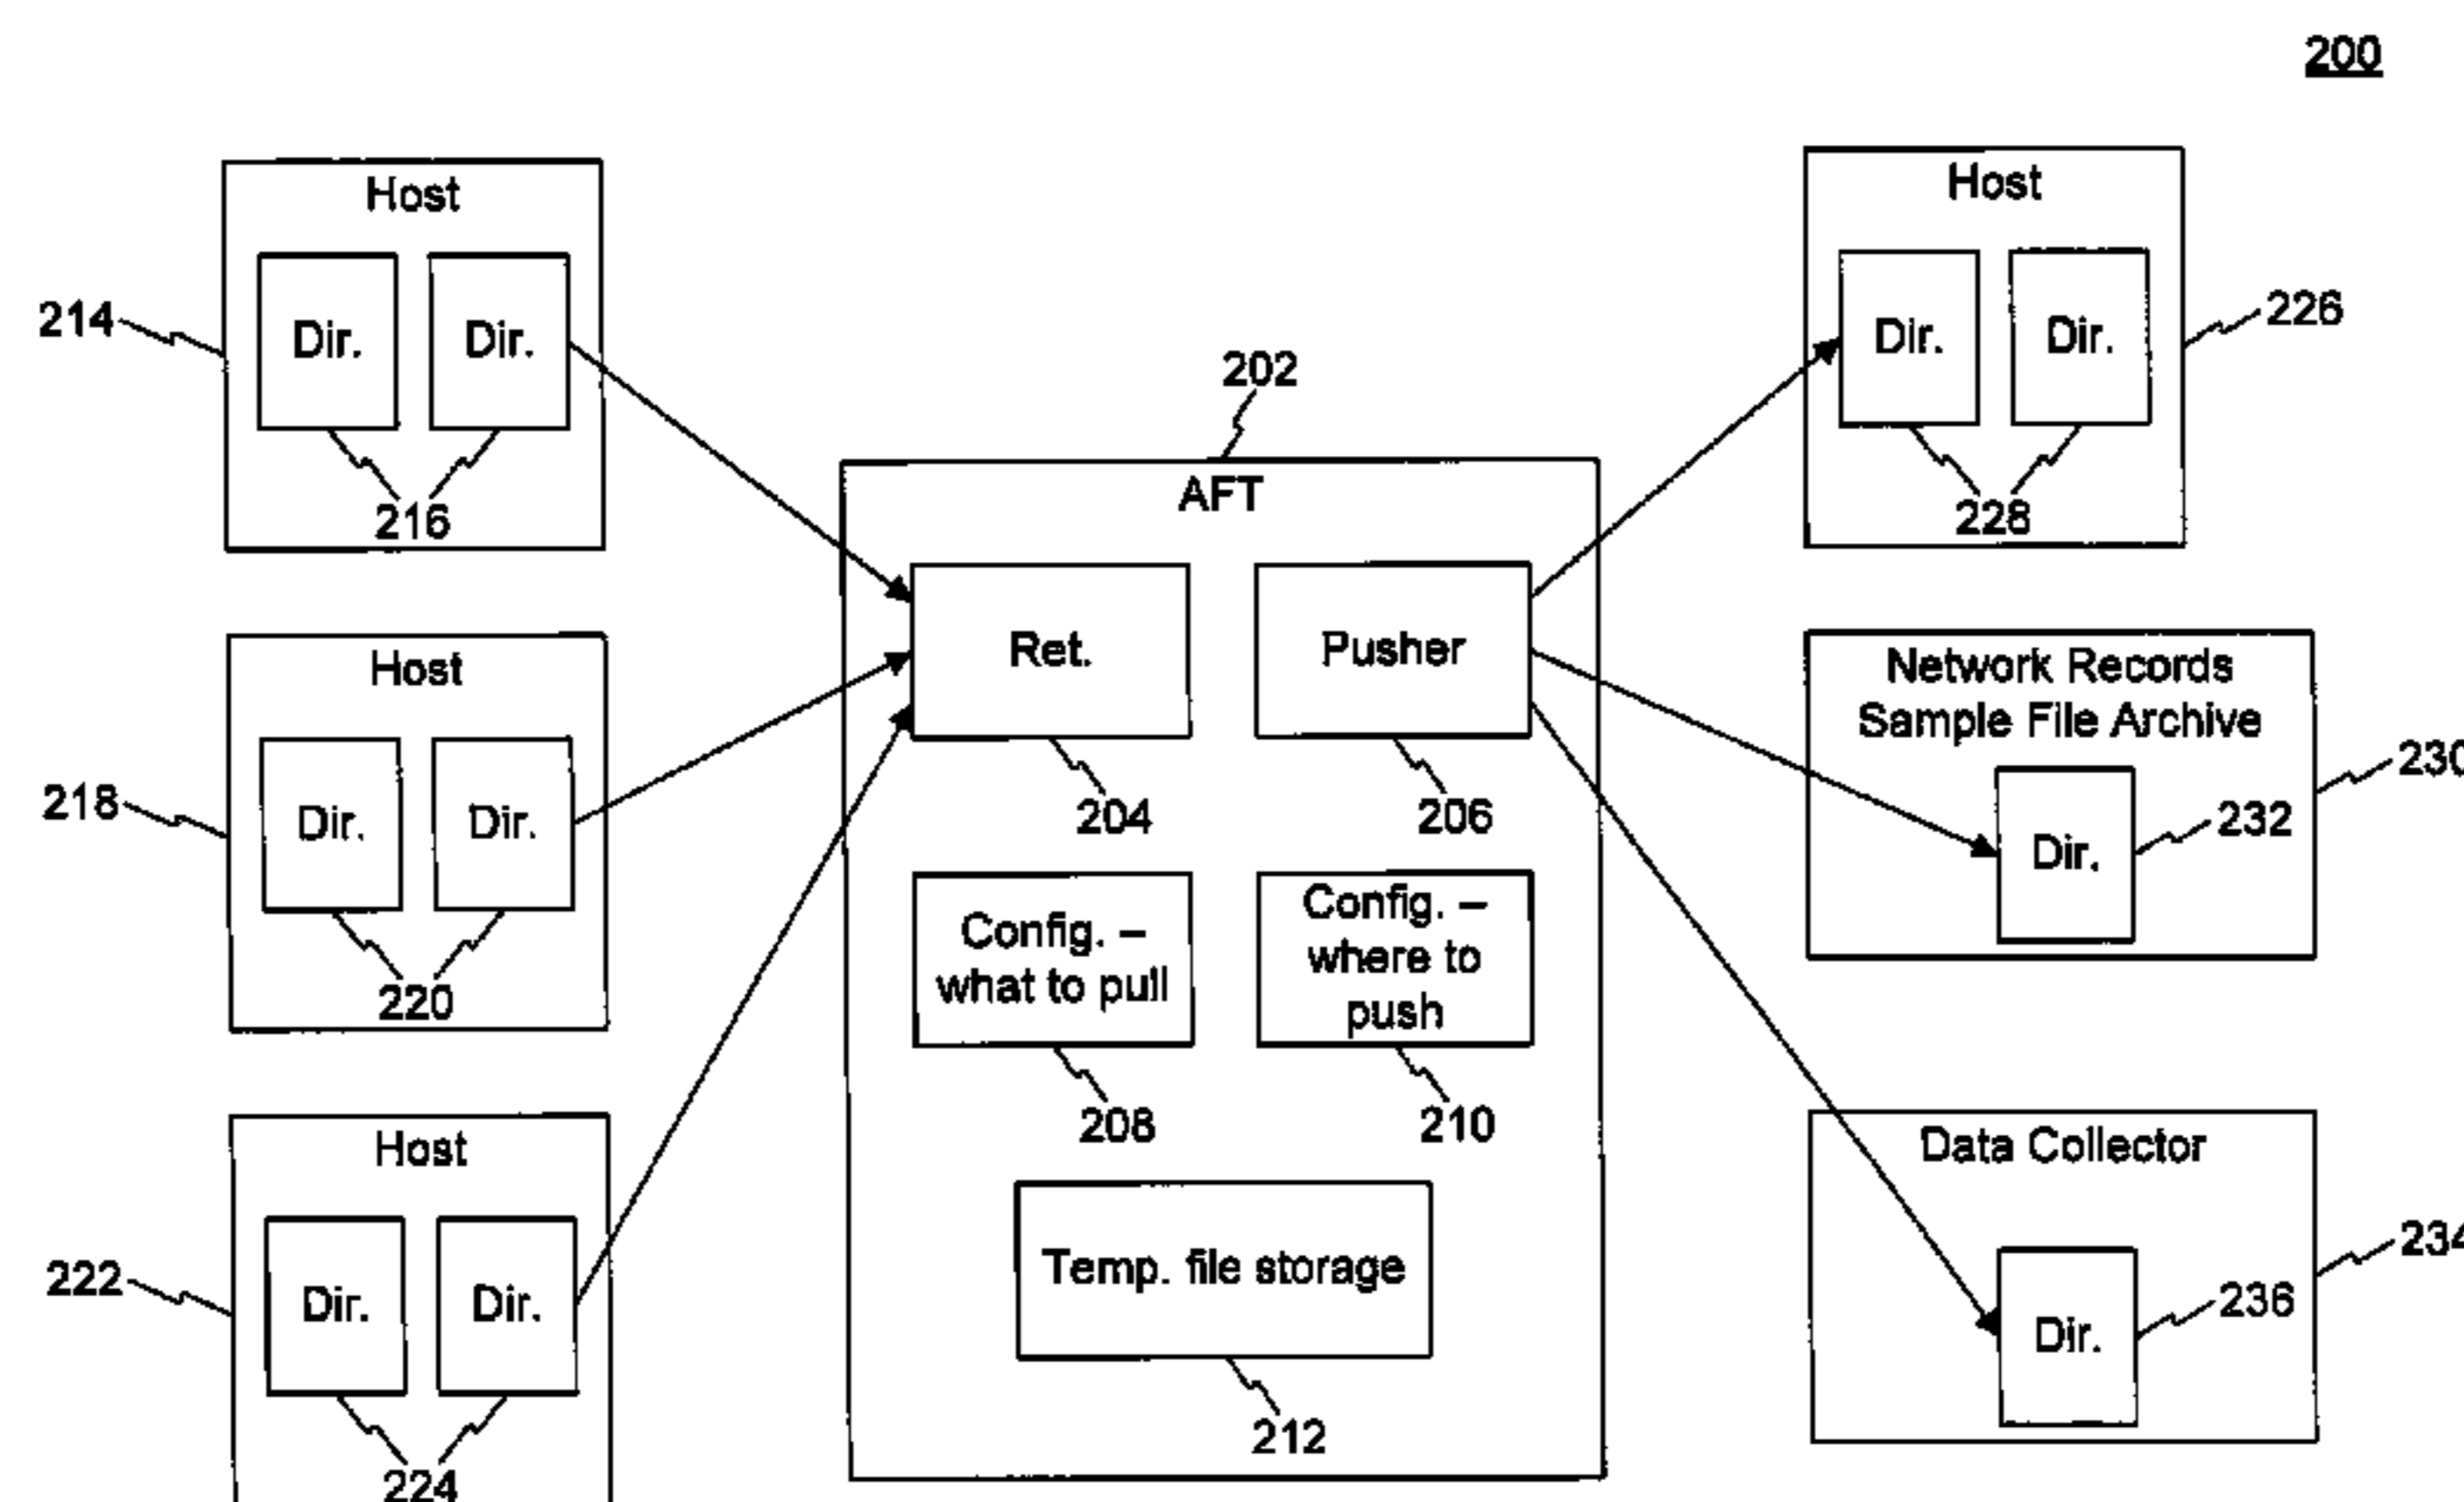 200
Host
Dir.
Dir.
214
216
Host
Dir.
Dir.
218
220
Host
Dir.
Dir.
222
224
202
AFT
Ret.
Pusher
204
206
Config. –
what to pull
Config. –
where to
push
208
210
Temp. file storage
212
Host
Dir.
Dir.
226
228
Network Records
Sample File Archive
230
Dir.
232
Data Collector
234
Dir.
236